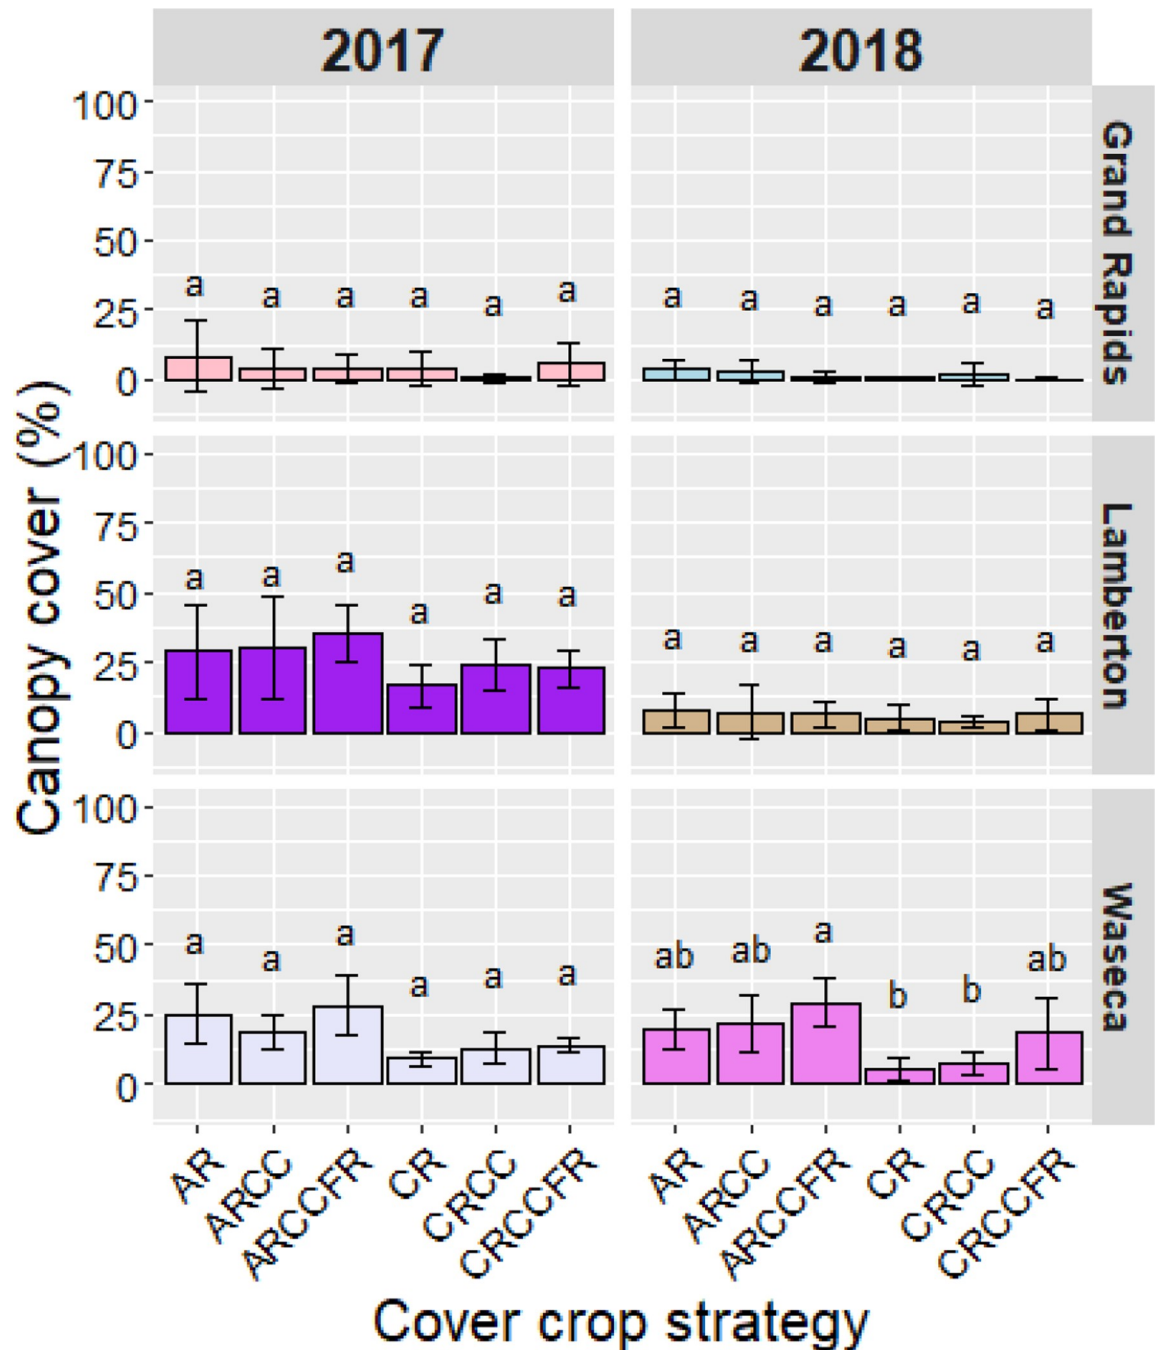 2017 2018
100
75
50
25
0
a a a a a a
a a a a a a
Grand Rapids
Canopy cover (%)
100
75
50
25
0
a a a a a a
a a a a a a
Lamberton
100
75
50
25
0
a a a a a a
ab ab a b b ab
Waseca
AR ARCC ARCCFR CR CRCC CRCCFR
AR ARCC ARCCFR CR CRCC CRCCFR
Cover crop strategy